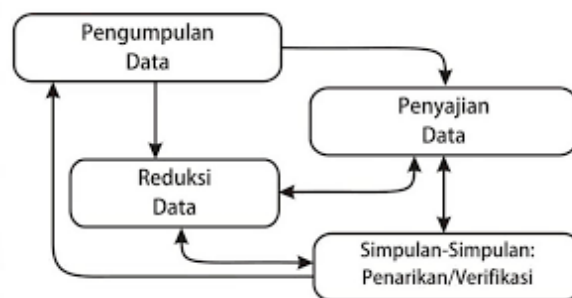 Pengumpulan
Data
Penyajian
Data
Reduksi
Data
Simpulan-Simpulan:
Penarikan/Verifikasi